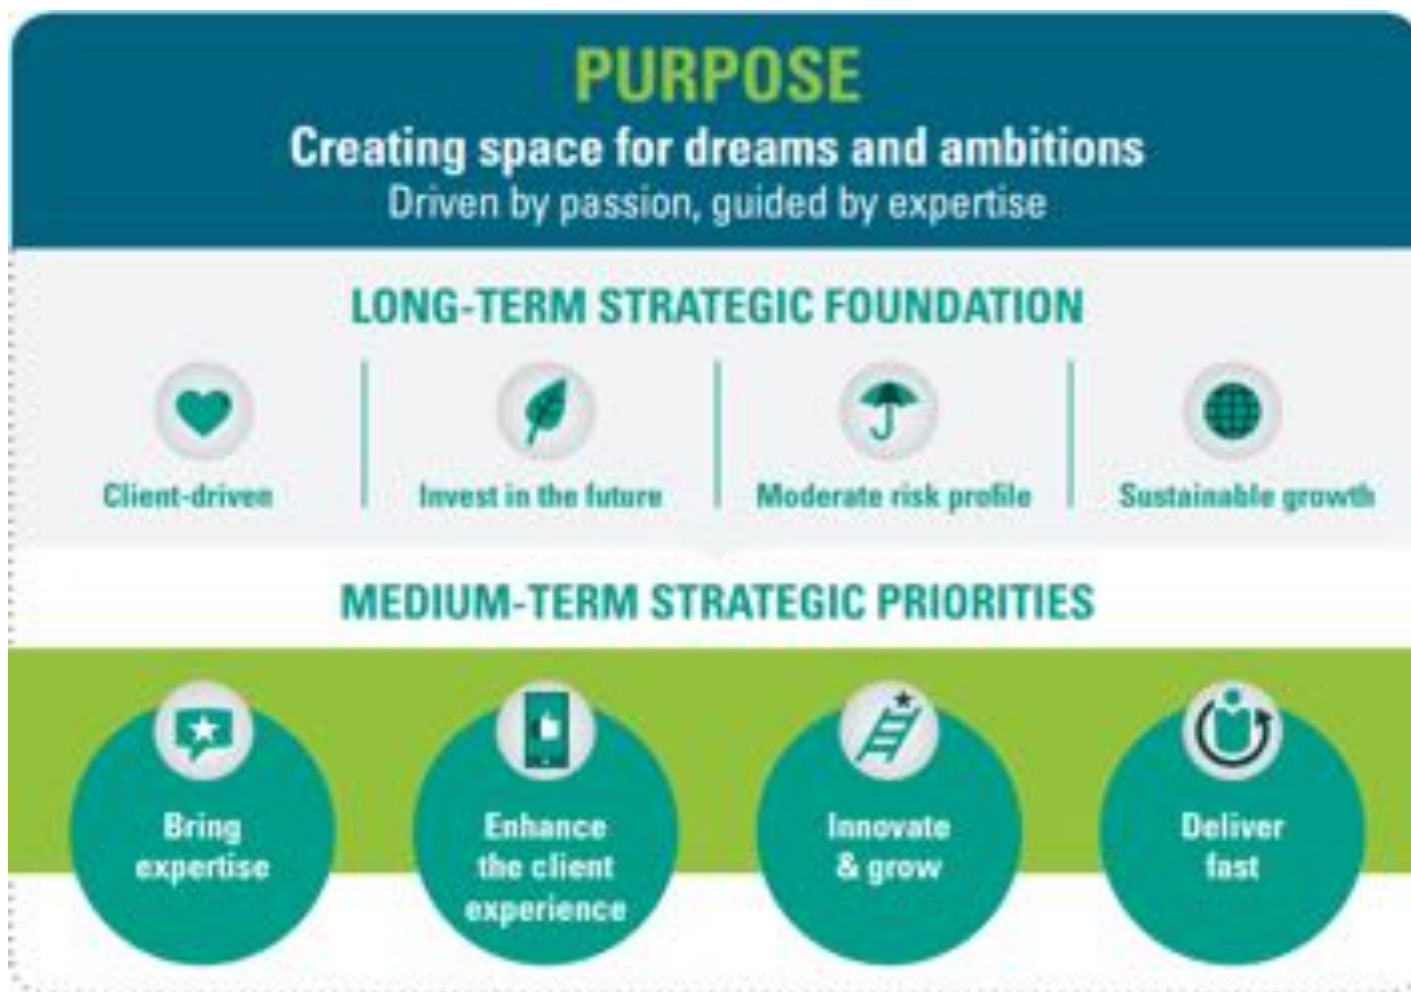 PURPOSE
Creating space for dreams and ambitions
Driven by passion, guided by expertise
LONG-TERM STRATEGIC FOUNDATION
Client-driven
Invest in the future
Moderate risk profile
Sustainable growth
MEDIUM-TERM STRATEGIC PRIORITIES
Bring
expertise
Enhance
the client
experience
Innovate
& grow
Deliver
fast